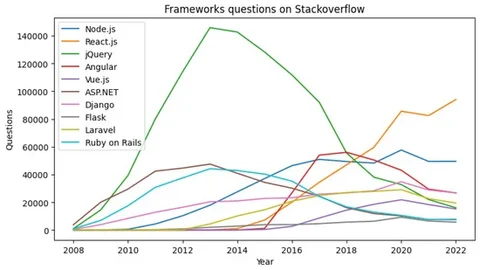 Frameworks questions on Stackoverflow
Node.js
React.js
jQuery
Angular
Vue.js
ASP.NET
Django
Flask
Laravel
Ruby on Rails
140000
120000
100000
80000
60000
40000
20000
0
Questions
2008
2010
2012
2014
2016
2018
2020
2022
Year